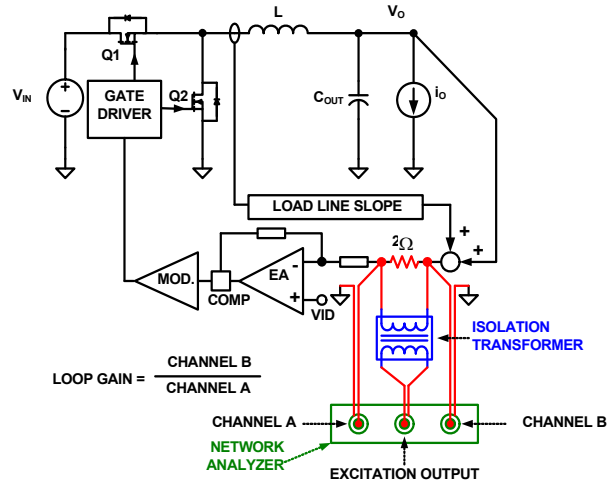 L
VO
Q1
VIN
+
−
GATE
DRIVER
Q2
COUT
iO
LOAD LINE SLOPE
+
+
2Ω
MOD.
COMP
EA
-
+
VID
ISOLATION
TRANSFORMER
LOOP GAIN = CHANNEL B
CHANNEL A
CHANNEL A
CHANNEL B
NETWORK
ANALYZER
EXCITATION OUTPUT